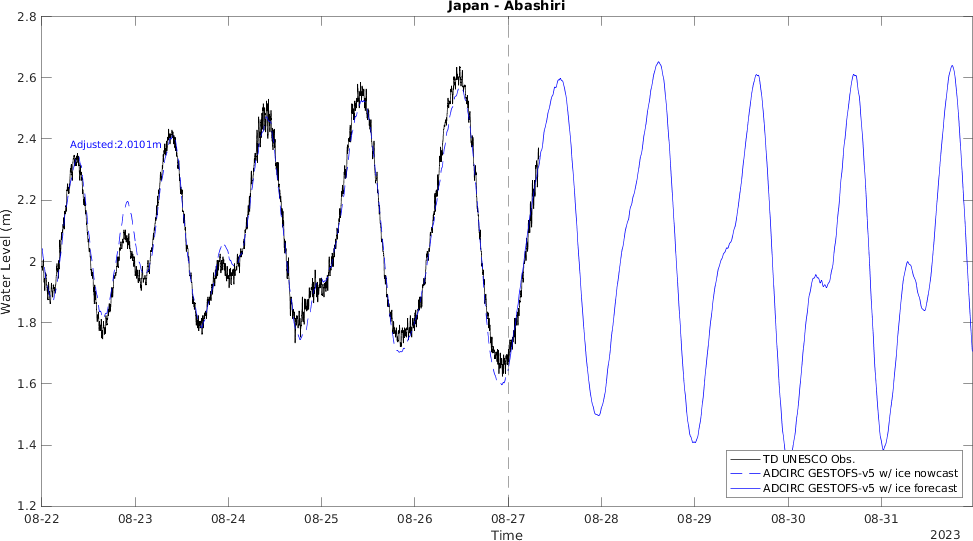 Japan - Abashiri
2.8
2.6
2.4
2.2
2
1.8
1.6
1.4
1.2
Water Level (m)
Adjusted:2.0101m
TD UNESCO Obs.
ADCIRC GESTOFS-v5 w/ ice nowcast
ADCIRC GESTOFS-v5 w/ ice forecast
08-22 08-23 08-24 08-25 08-26 08-27 08-28 08-29 08-30 08-31
Time
2023